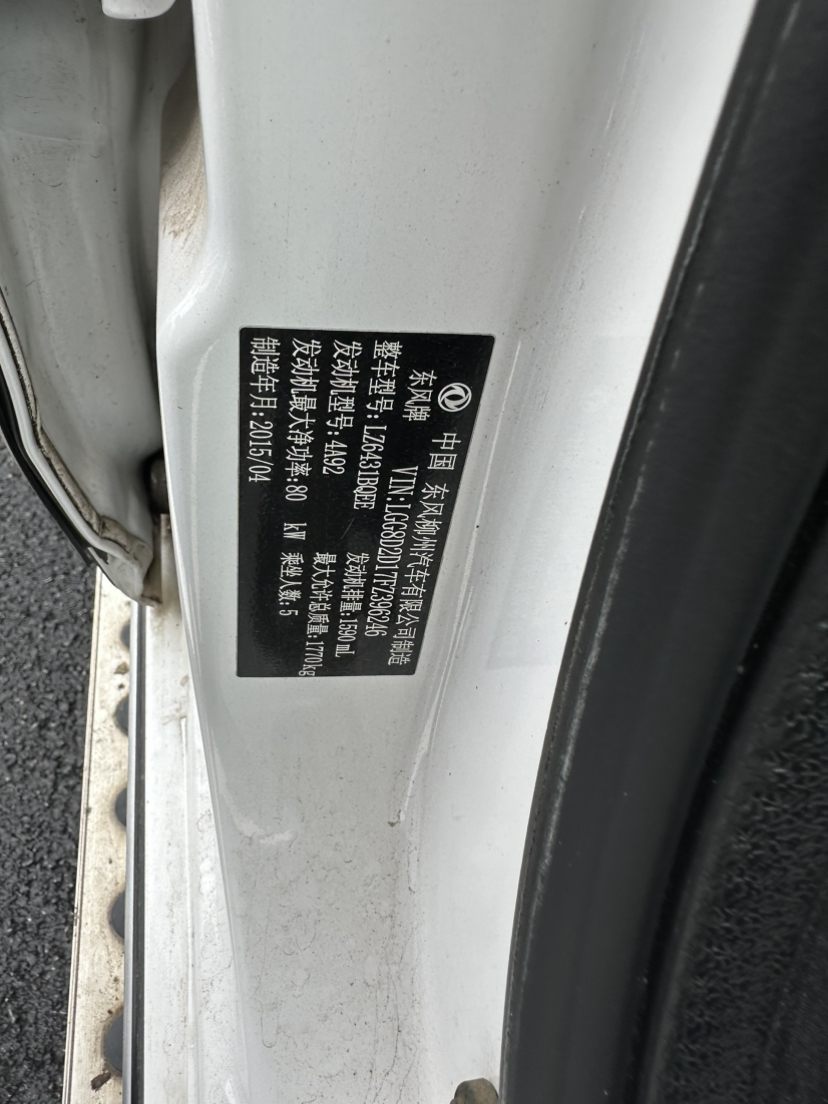 中国 东风柳州汽车有限公司制造
东风牌 VIN:LGG8D2D17FZ396246
整车型号:LZ6431BQEE 发动机排量:1590mL
发动机型号:4A92 最大允许总质量:1770kg
发动机最大净功率:80 kW 乘坐人数:5
制造年月:2015/04